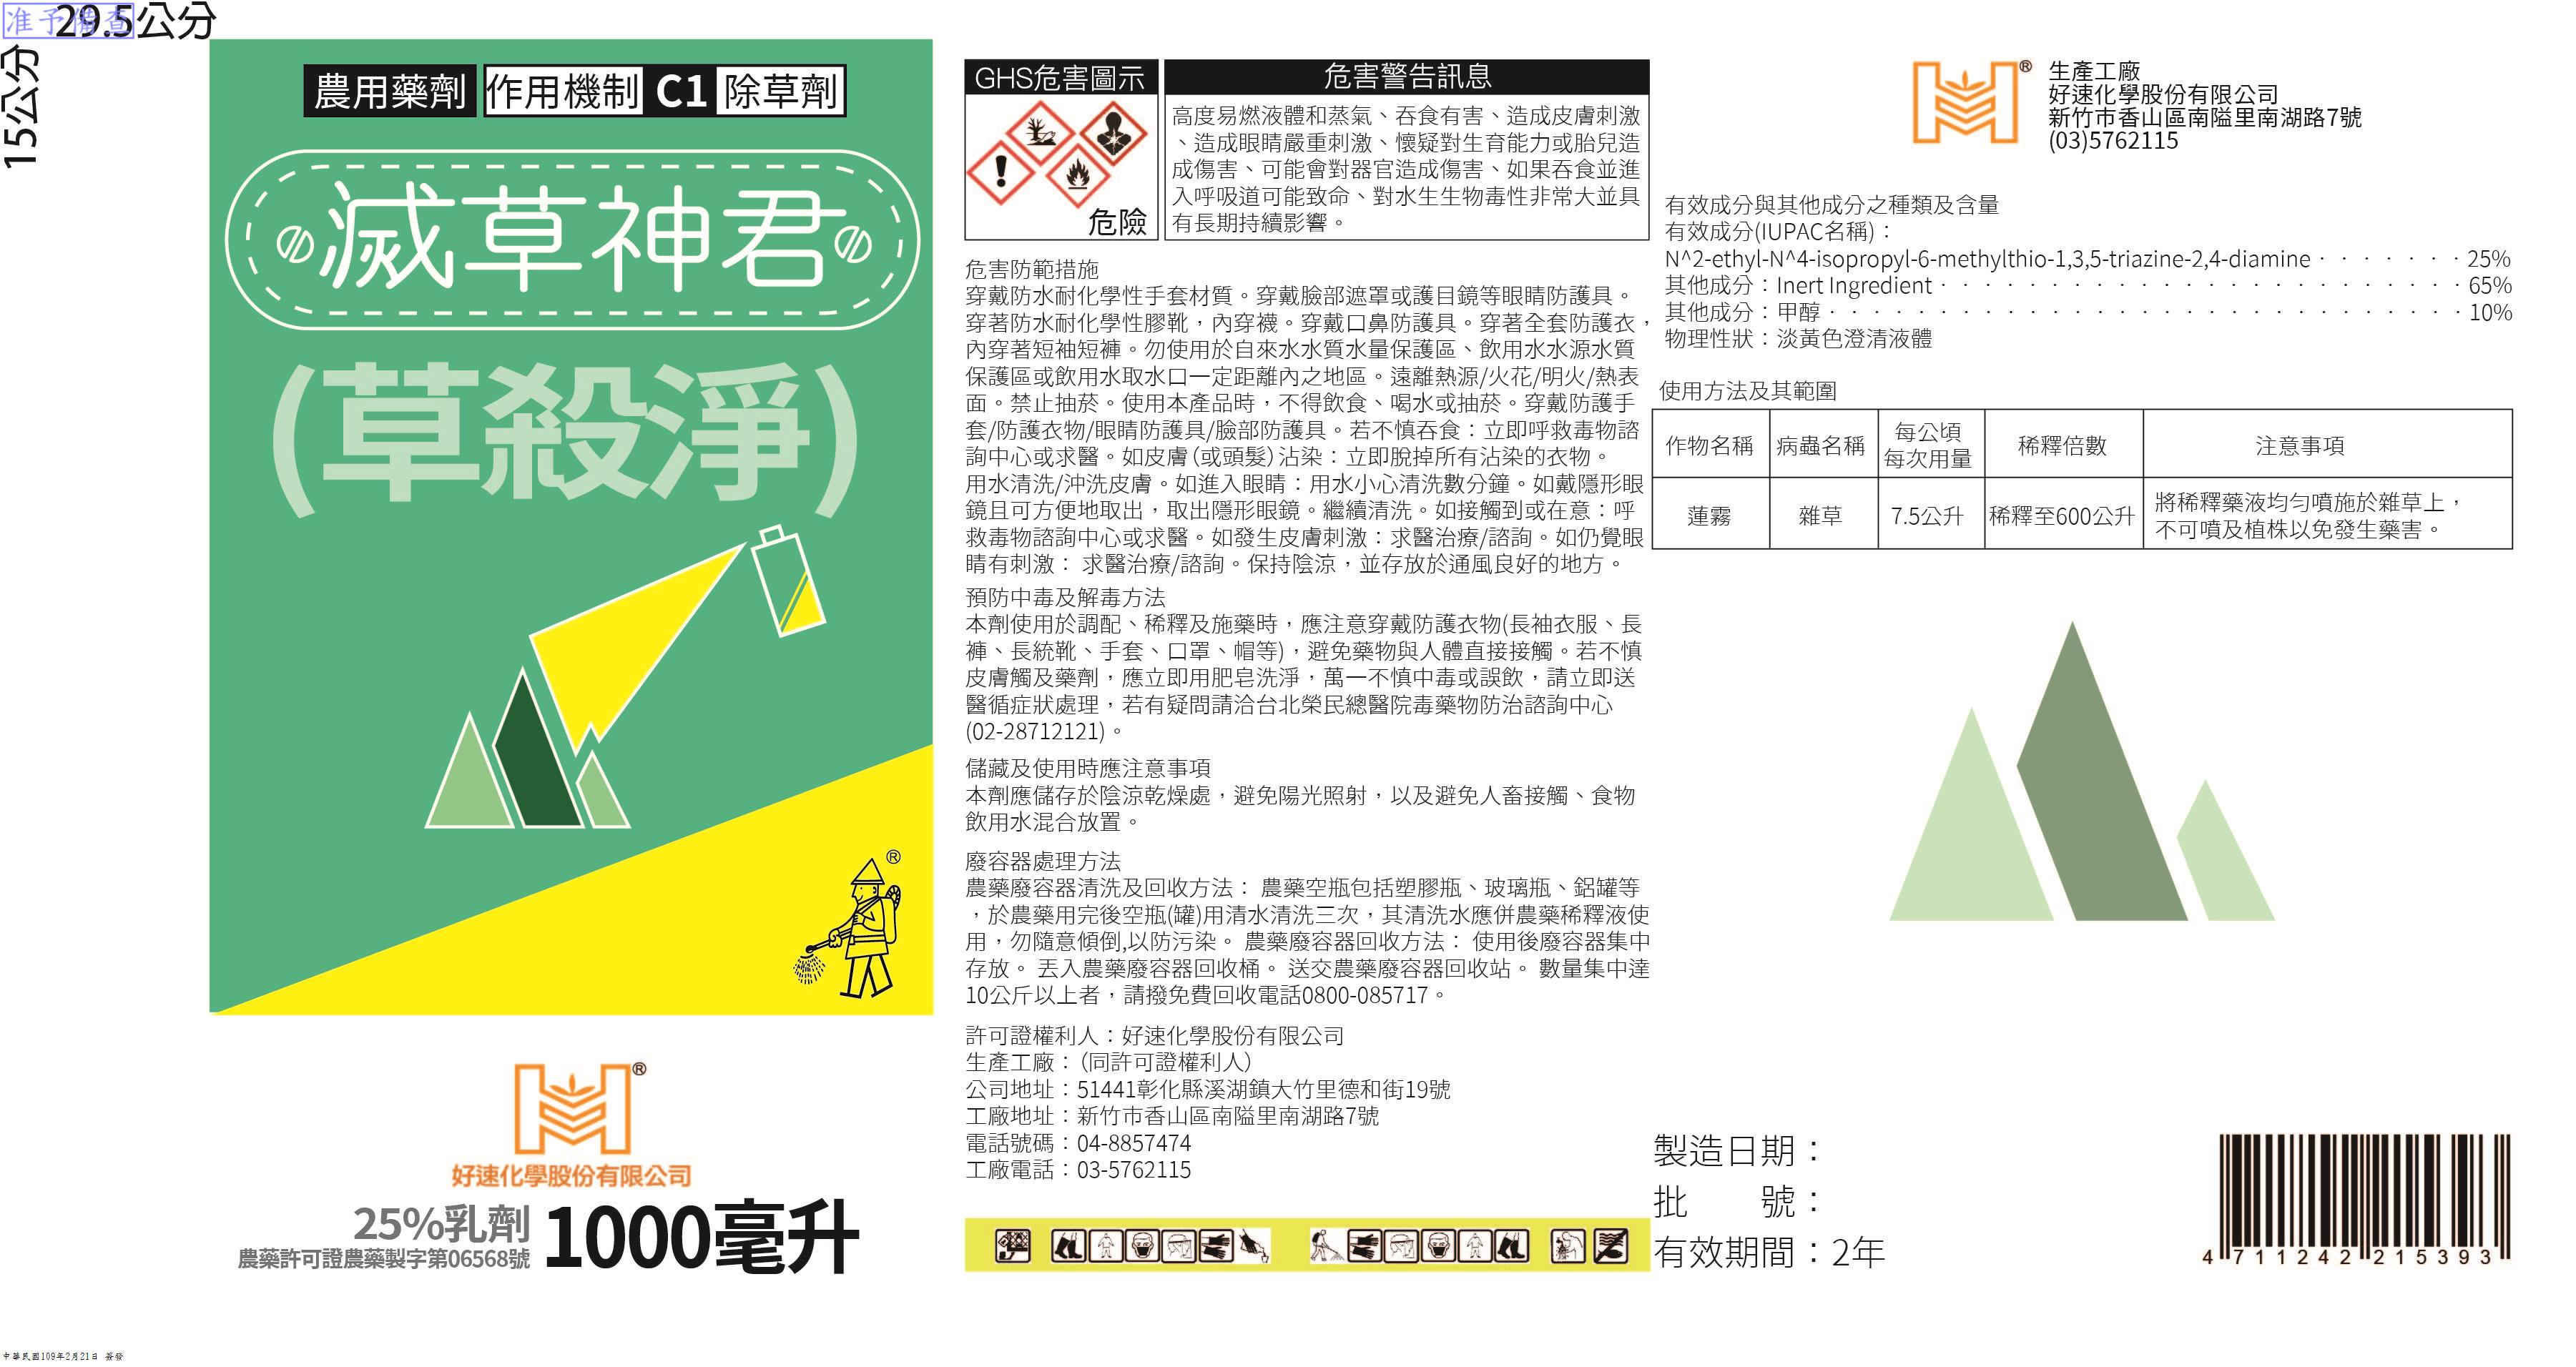 准予備查
29.5公分
15公分
農用藥劑 作用機制 C1 除草劑
滅草神君
(草殺淨)
®
®
好速化學股份有限公司
25%乳劑
農藥許可證農藥製字第06568號
1000毫升
GHS危害圖示
危險
危害警告訊息
高度易燃液體和蒸氣、吞食有害、造成皮膚刺激
、造成眼睛嚴重刺激、懷疑對生育能力或胎兒造
成傷害、可能會對器官造成傷害、如果吞食並進
入呼吸道可能致命、對水生生物毒性非常大並具
有長期持續影響。
危害防範措施
穿戴防水耐化學性手套材質。穿戴臉部遮罩或護目鏡等眼睛防護具。
穿著防水耐化學性膠靴，內穿襪。穿戴口鼻防護具。穿著全套防護衣，
內穿著短袖短褲。勿使用於自來水水質水量保護區、飲用水水源水質
保護區或飲用水取水口一定距離內之地區。遠離熱源/火花/明火/熱表
面。禁止抽菸。使用本產品時，不得飲食、喝水或抽菸。穿戴防護手
套/防護衣物/眼睛防護具/臉部防護具。若不慎吞食：立即呼救毒物諮
詢中心或求醫。如皮膚（或頭髮）沾染：立即脫掉所有沾染的衣物。
用水清洗/沖洗皮膚。如進入眼睛：用水小心清洗數分鐘。如戴隱形眼
鏡且可方便地取出，取出隱形眼鏡。繼續清洗。如接觸到或在意：呼
救毒物諮詢中心或求醫。如發生皮膚刺激：求醫治療/諮詢。如仍覺眼
睛有刺激： 求醫治療/諮詢。保持陰涼，並存放於通風良好的地方。
預防中毒及解毒方法
本劑使用於調配、稀釋及施藥時，應注意穿戴防護衣物(長袖衣服、長
褲、長統靴、手套、口罩、帽等)，避免藥物與人體直接接觸。若不慎
皮膚觸及藥劑，應立即用肥皂洗淨，萬一不慎中毒或誤飲，請立即送
醫循症狀處理，若有疑問請洽台北榮民總醫院毒藥物防治諮詢中心
(02-28712121)。
儲藏及使用時應注意事項
本劑應儲存於陰涼乾燥處，避免陽光照射，以及避免人畜接觸、食物
飲用水混合放置。
廢容器處理方法
農藥廢容器清洗及回收方法： 農藥空瓶包括塑膠瓶、玻璃瓶、鋁罐等
，於農藥用完後空瓶(罐)用清水清洗三次，其清洗水應併農藥稀釋液使
用，勿隨意傾倒,以防污染。 農藥廢容器回收方法： 使用後廢容器集中
存放。 丟入農藥廢容器回收桶。 送交農藥廢容器回收站。 數量集中達
10公斤以上者，請撥免費回收電話0800-085717。
許可證權利人：好速化學股份有限公司
生產工廠：（同許可證權利人）
公司地址：51441彰化縣溪湖鎮大竹里德和街19號
工廠地址：新竹市香山區南隘里南湖路7號
電話號碼：04-8857474
工廠電話：03-5762115
®
生產工廠
好速化學股份有限公司
新竹市香山區南隘里南湖路7號
(03)5762115
有效成分與其他成分之種類及含量
有效成分(IUPAC名稱)：
N^2-ethyl-N^4-isopropyl-6-methylthio-1,3,5-triazine-2,4-diamine · · · · · · · 25%
其他成分：Inert Ingredient · · · · · · · · · · · · · · · · · · · · · · · 65%
其他成分：甲醇 · · · · · · · · · · · · · · · · · · · · · · · · · · · · 10%
物理性狀：淡黃色澄清液體
使用方法及其範圍
作物名稱 病蟲名稱 每公頃每次用量 稀釋倍數 注意事項
蓮霧 雜草 7.5公升 稀釋至600公升 將稀釋藥液均勻噴施於雜草上，
不可噴及植株以免發生藥害。
製造日期：
批　　號：
有效期間：2年
4 711242 215393
中華民國109年2月21日 簽發